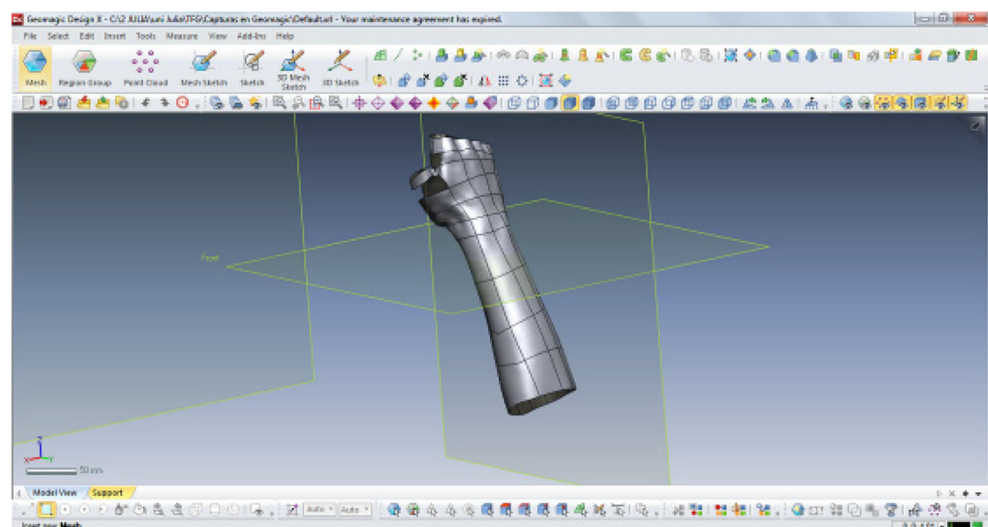 Geomagic Design X - C:\2 JULIA\uni Julia\TFG\Capturas en Geomagic\Default.xrl - Your maintenance agreement has expired.
File Select Edit Insert Tools Measure View Add-Ins Help
Mesh Region Group Point Cloud Mesh Sketch Sketch 3D Mesh Sketch 3D Sketch
Front
Z
X Y
50 mm
Model View Support
Auto Auto
Insert new Mesh